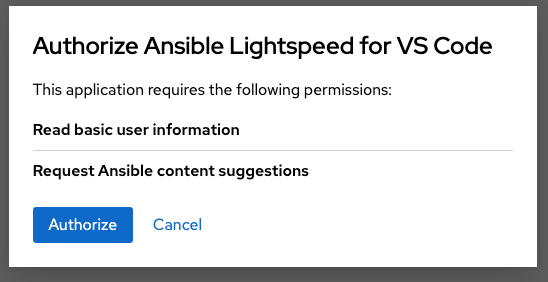 Authorize Ansible Lightspeed for VS Code
This application requires the following permissions:
Read basic user information
Request Ansible content suggestions
Authorize
Cancel